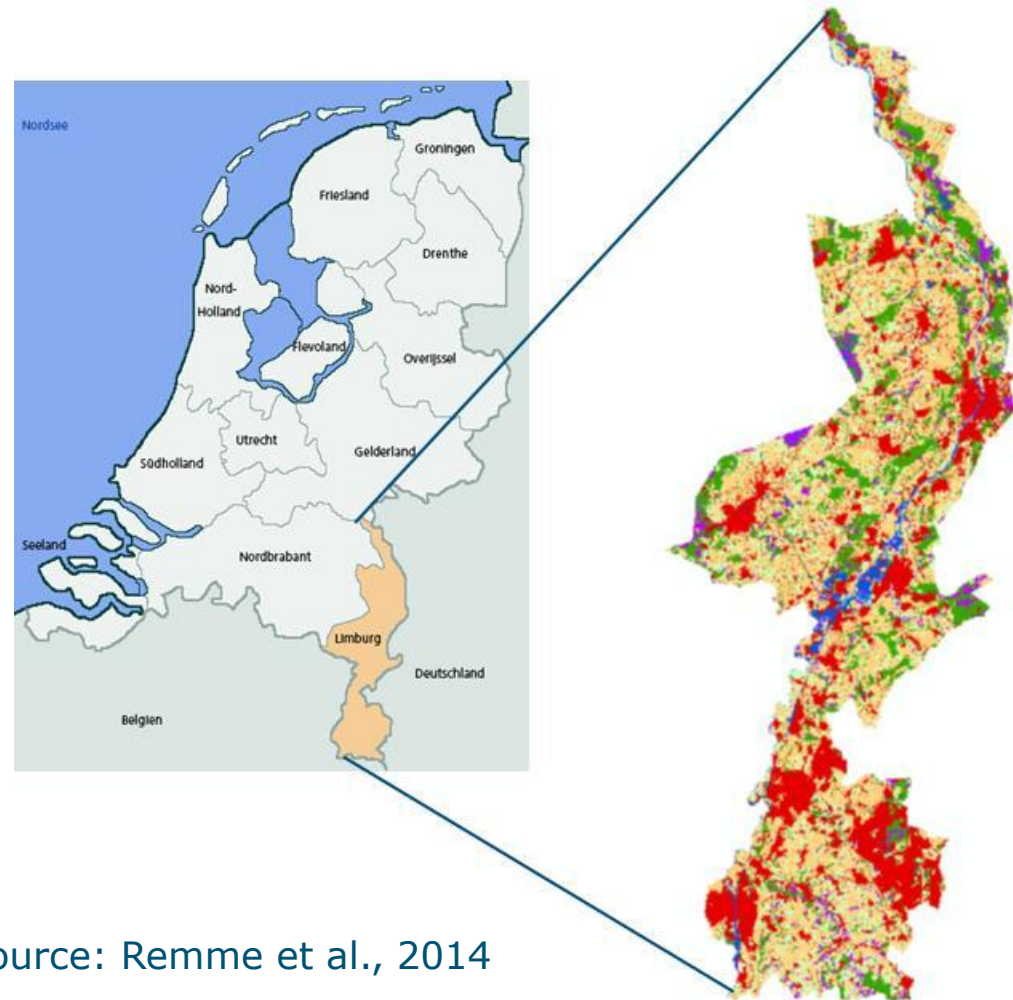 Nordsee
Groningen
Friesland
Drenthe
Nord-
Holland
Flevoland
Overijssel
Utrecht
Gelderland
Südholland
Seeland
Nordbrabant
Limburg
Deutschland
Belgien
ource: Remme et al., 2014